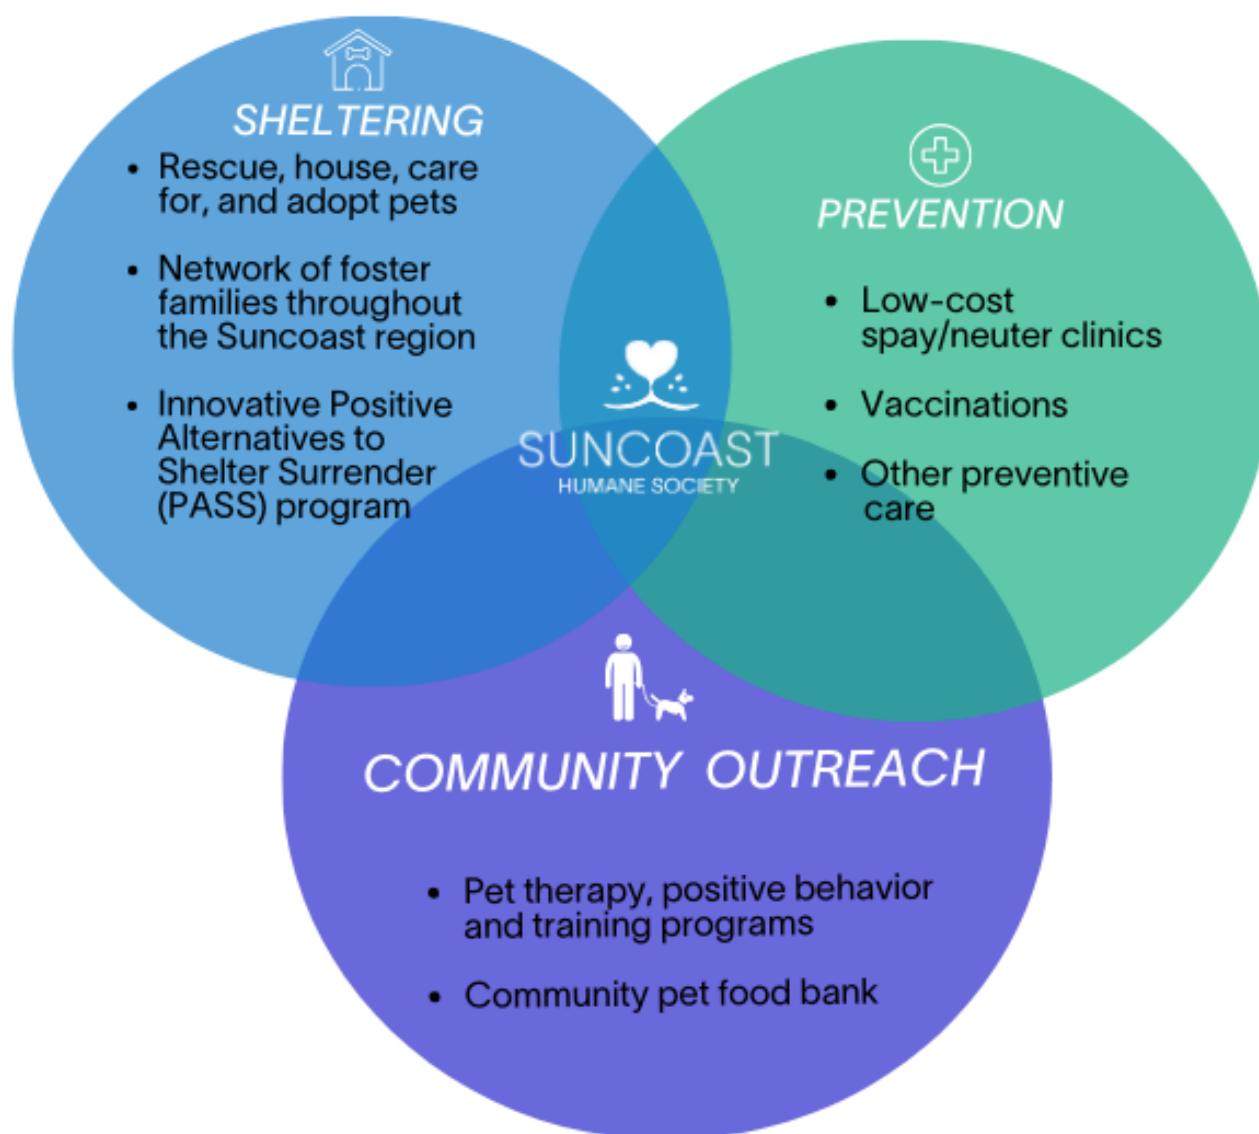 SHELTERING
• Rescue, house, care
for, and adopt pets
• Network of foster
families throughout
the Suncoast region
• Innovative Positive
Alternatives to
Shelter Surrender
(PASS) program
PREVENTION
• Low-cost
spay/neuter clinics
• Vaccinations
• Other preventive
care
SUNCOAST
HUMANE SOCIETY
COMMUNITY OUTREACH
• Pet therapy, positive behavior
and training programs
• Community pet food bank